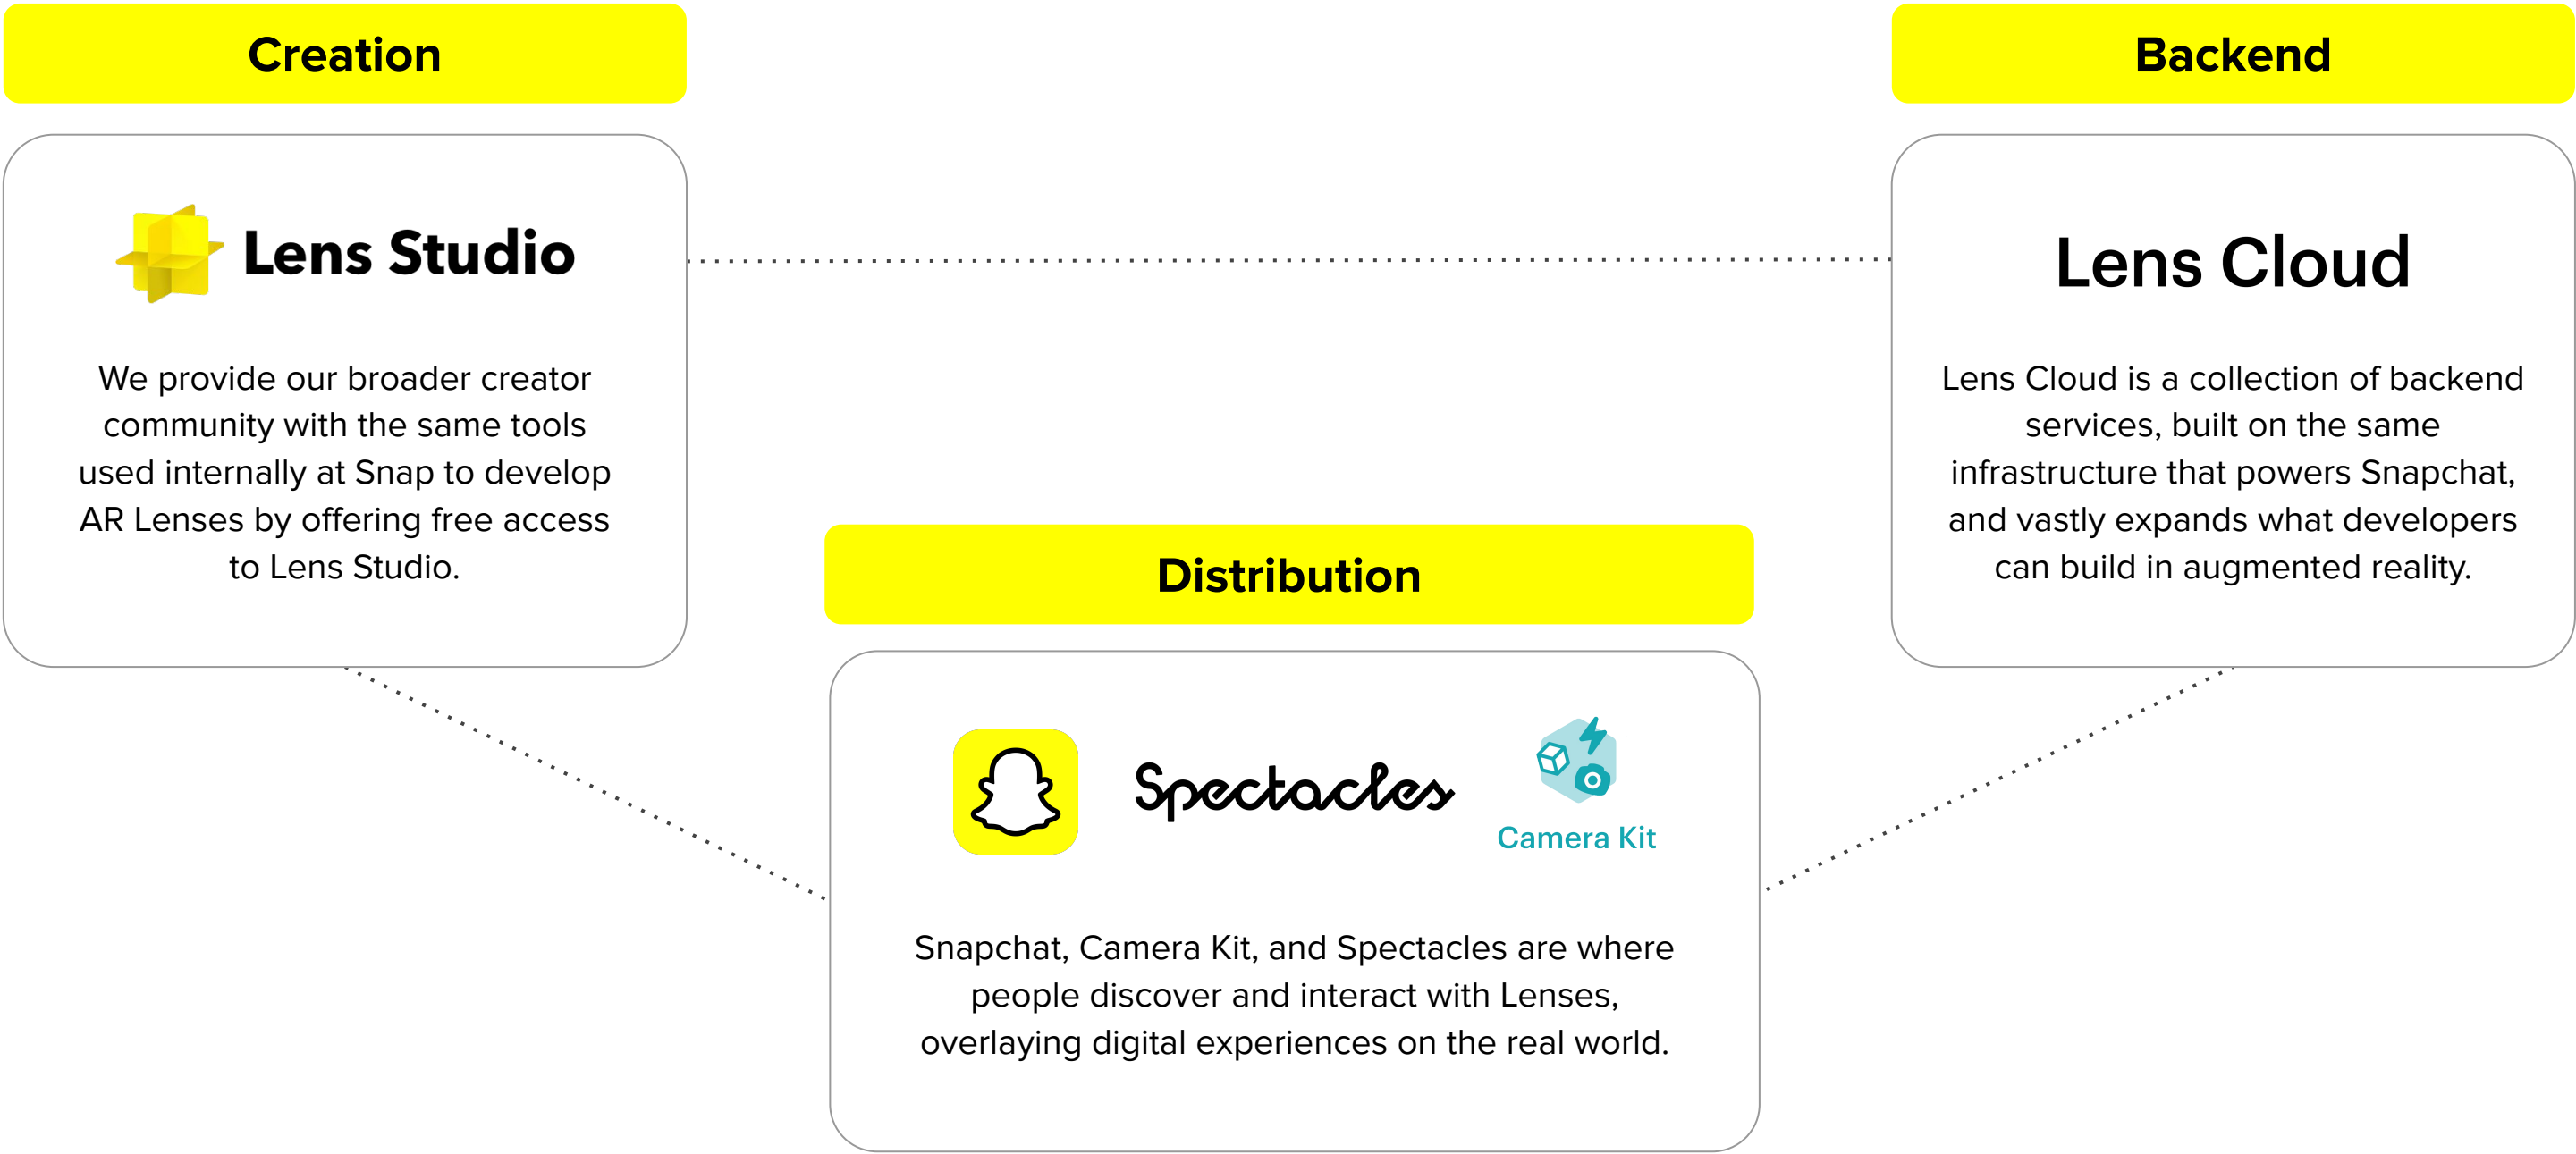 Creation
Lens Studio
We provide our broader creator
community with the same tools
used internally at Snap to develop
AR Lenses by offering free access
to Lens Studio.
Backend
Lens Cloud
Lens Cloud is a collection of backend
services, built on the same
infrastructure that powers Snapchat,
and vastly expands what developers
can build in augmented reality.
Distribution
Spectacles
Camera Kit
Snapchat, Camera Kit, and Spectacles are where
people discover and interact with Lenses,
overlaying digital experiences on the real world.